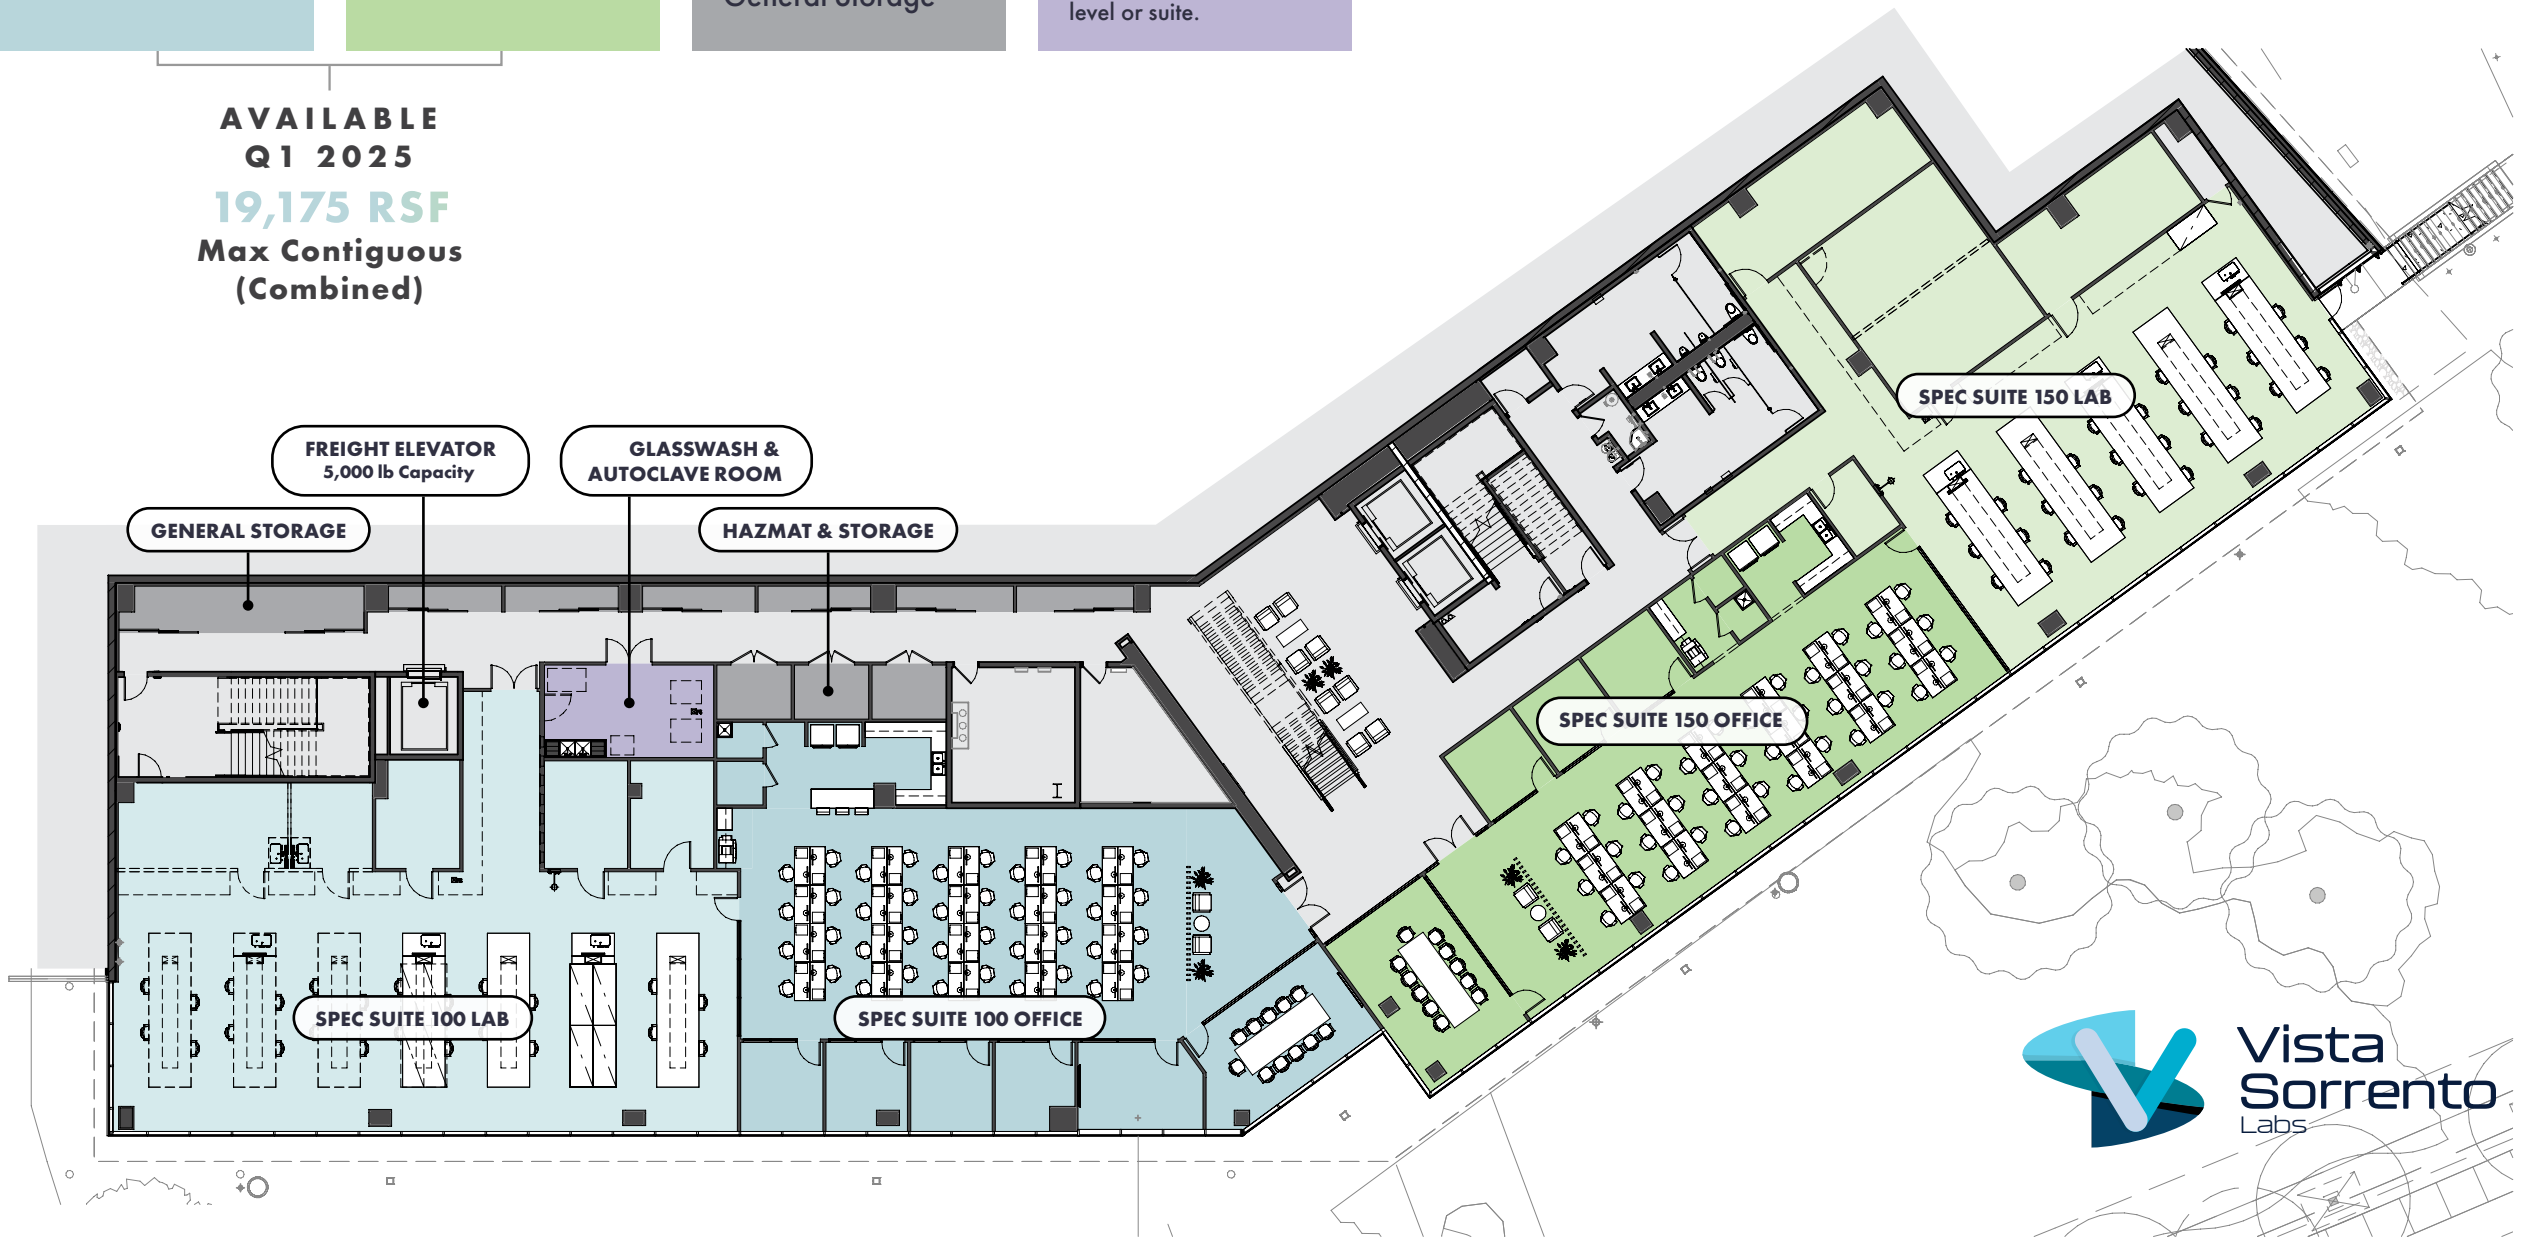 General Storage
level or suite.
AVAILABLE
Q1 2025
19,175 RSF
Max Contiguous
(Combined)
FREIGHT ELEVATOR
5,000 lb Capacity
GLASSWASH &
AUTOCLAVE ROOM
GENERAL STORAGE
HAZMAT & STORAGE
SPEC SUITE 150 LAB
SPEC SUITE 150 OFFICE
SPEC SUITE 100 LAB
SPEC SUITE 100 OFFICE
Vista
Sorrento
Labs